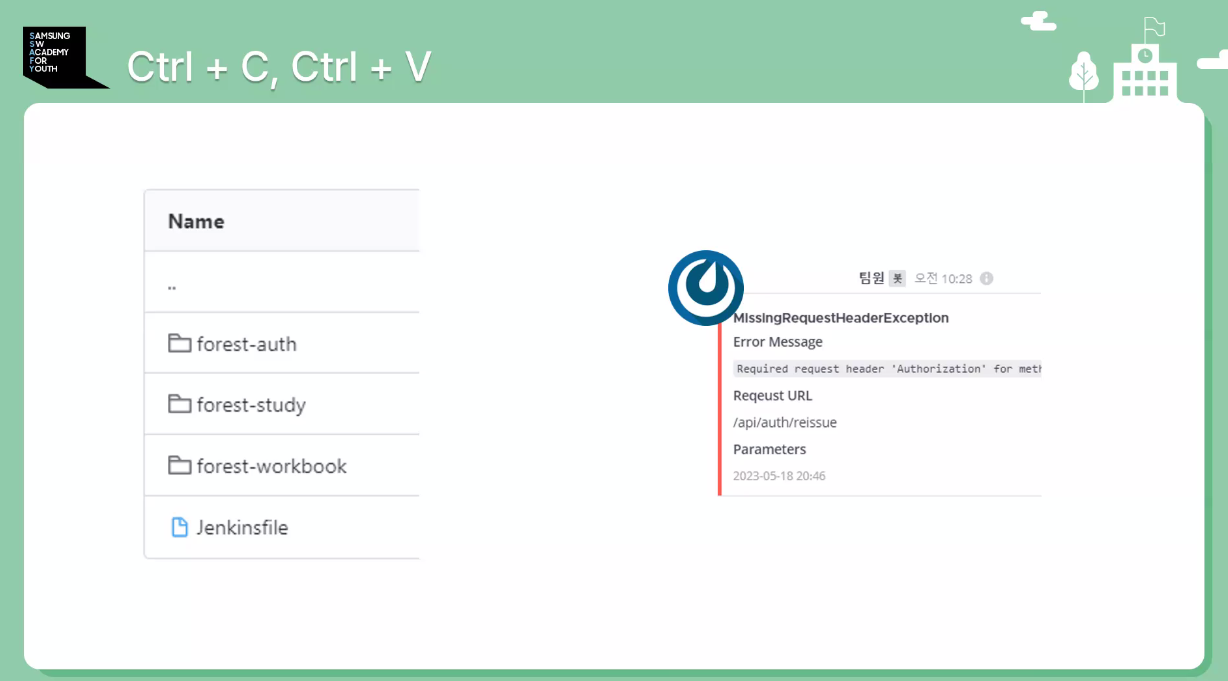 SAMSUNG
SW
ACADEMY
FOR
YOUTH
Ctrl + C, Ctrl + V
Name
..
forest-auth
forest-study
forest-workbook
Jenkinsfile
팀원 봇 오전 10:28
MissingRequestHeaderException
Error Message
Required request header 'Authorization' for meth
Reqeust URL
/api/auth/reissue
Parameters
2023-05-18 20:46